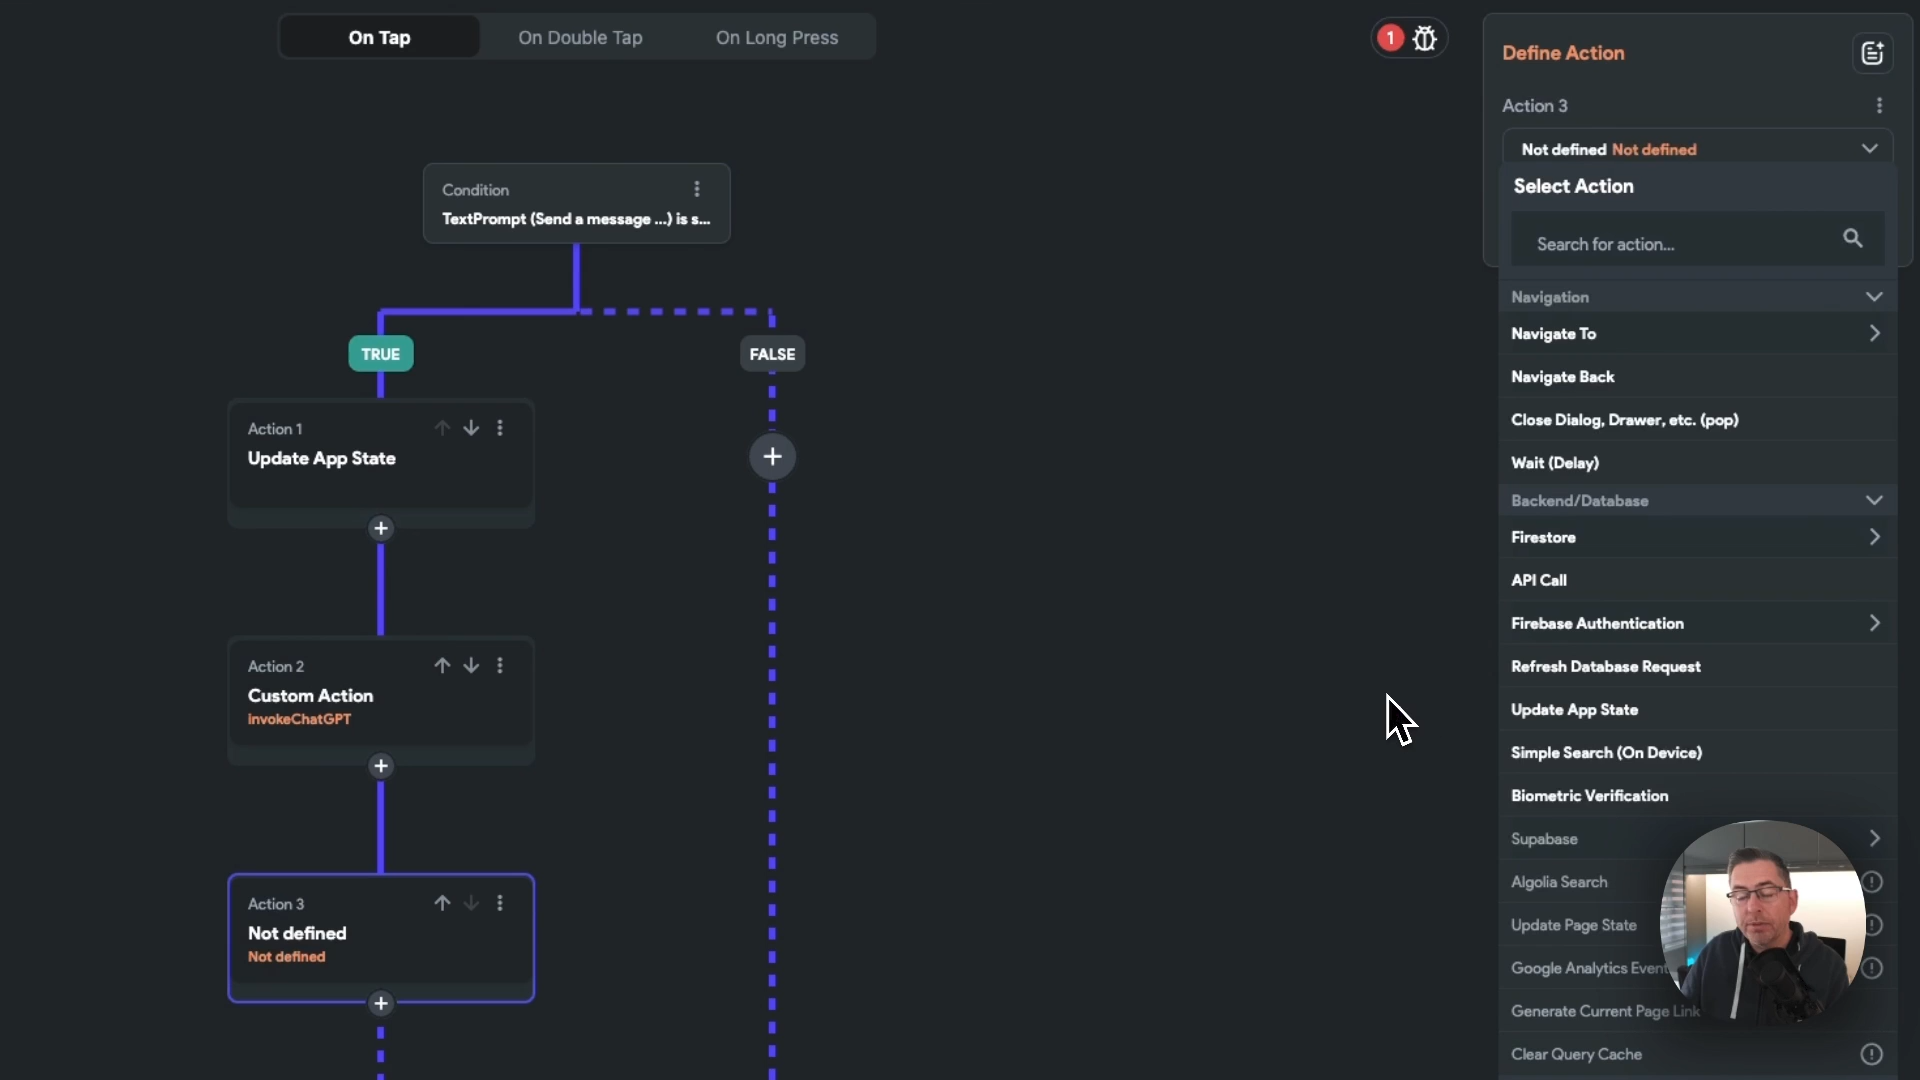 On Tap
On Double Tap
On Long Press
1
Define Action
Action 3
Not defined Not defined
Select Action
Search for action...
Navigation
Navigate To
Navigate Back
Close Dialog, Drawer, etc. (pop)
Wait (Delay)
Backend/Database
Firestore
API Call
Firebase Authentication
Refresh Database Request
Update App State
Simple Search (On Device)
Biometric Verification
Supabase
Algolia Search
Update Page State
Google Analytics Event
Generate Current Page Link
Clear Query Cache
Condition
TextPrompt (Send a message ...) is s...
TRUE
FALSE
Action 1
Update App State
Action 2
Custom Action
invokeChatGPT
Action 3
Not defined
Not defined